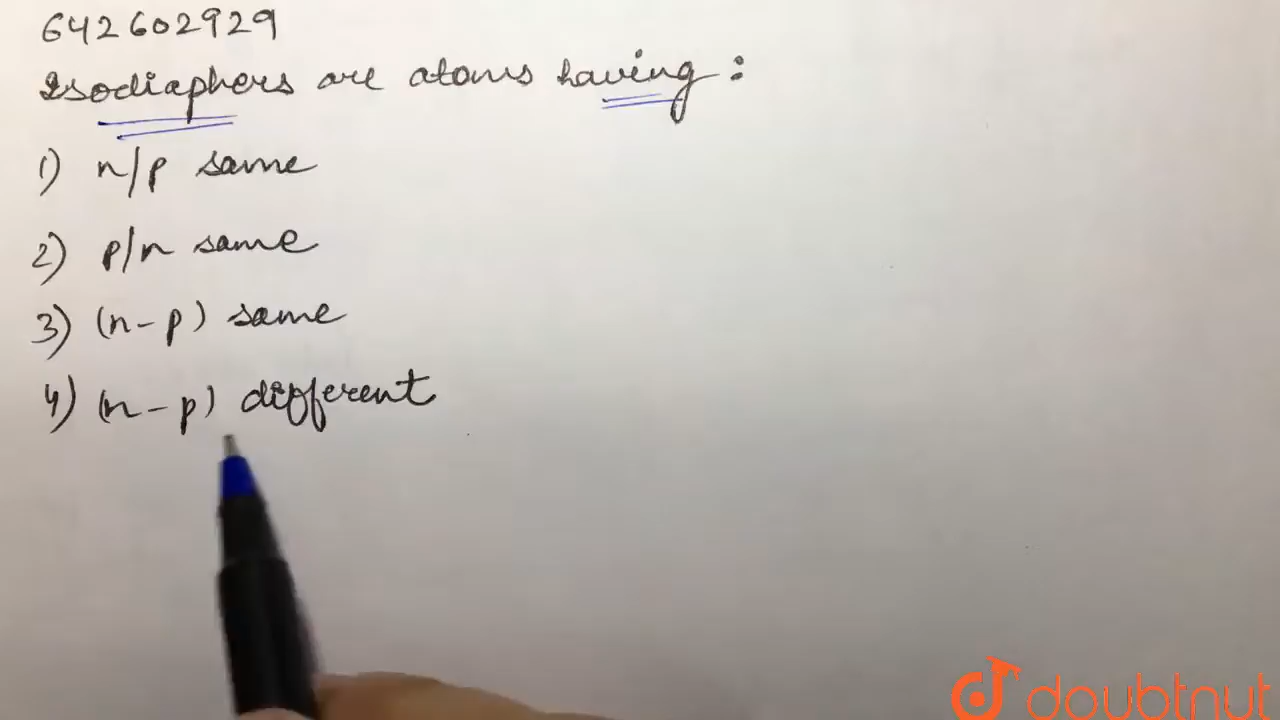 642602929
Isodiaphers are atoms having :
1) n/p same
2) p/n same
3) (n-p) same
4) (n-p) different
doubtnut